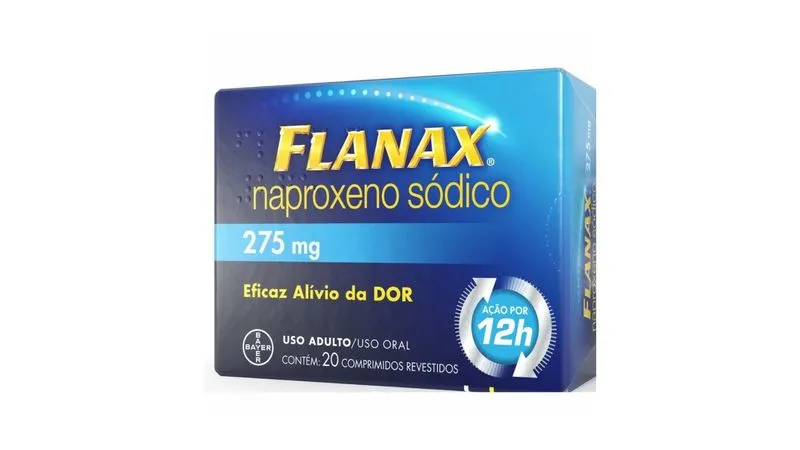 FLANAX®
naproxeno sódico
275 mg
Eficaz Alívio da DOR
AÇÃO POR
12h
BAYER
BAYER
USO ADULTO/USO ORAL
CONTÉM: 20 COMPRIMIDOS REVESTIDOS
FLANAX
naproxeno sódico
275 mg